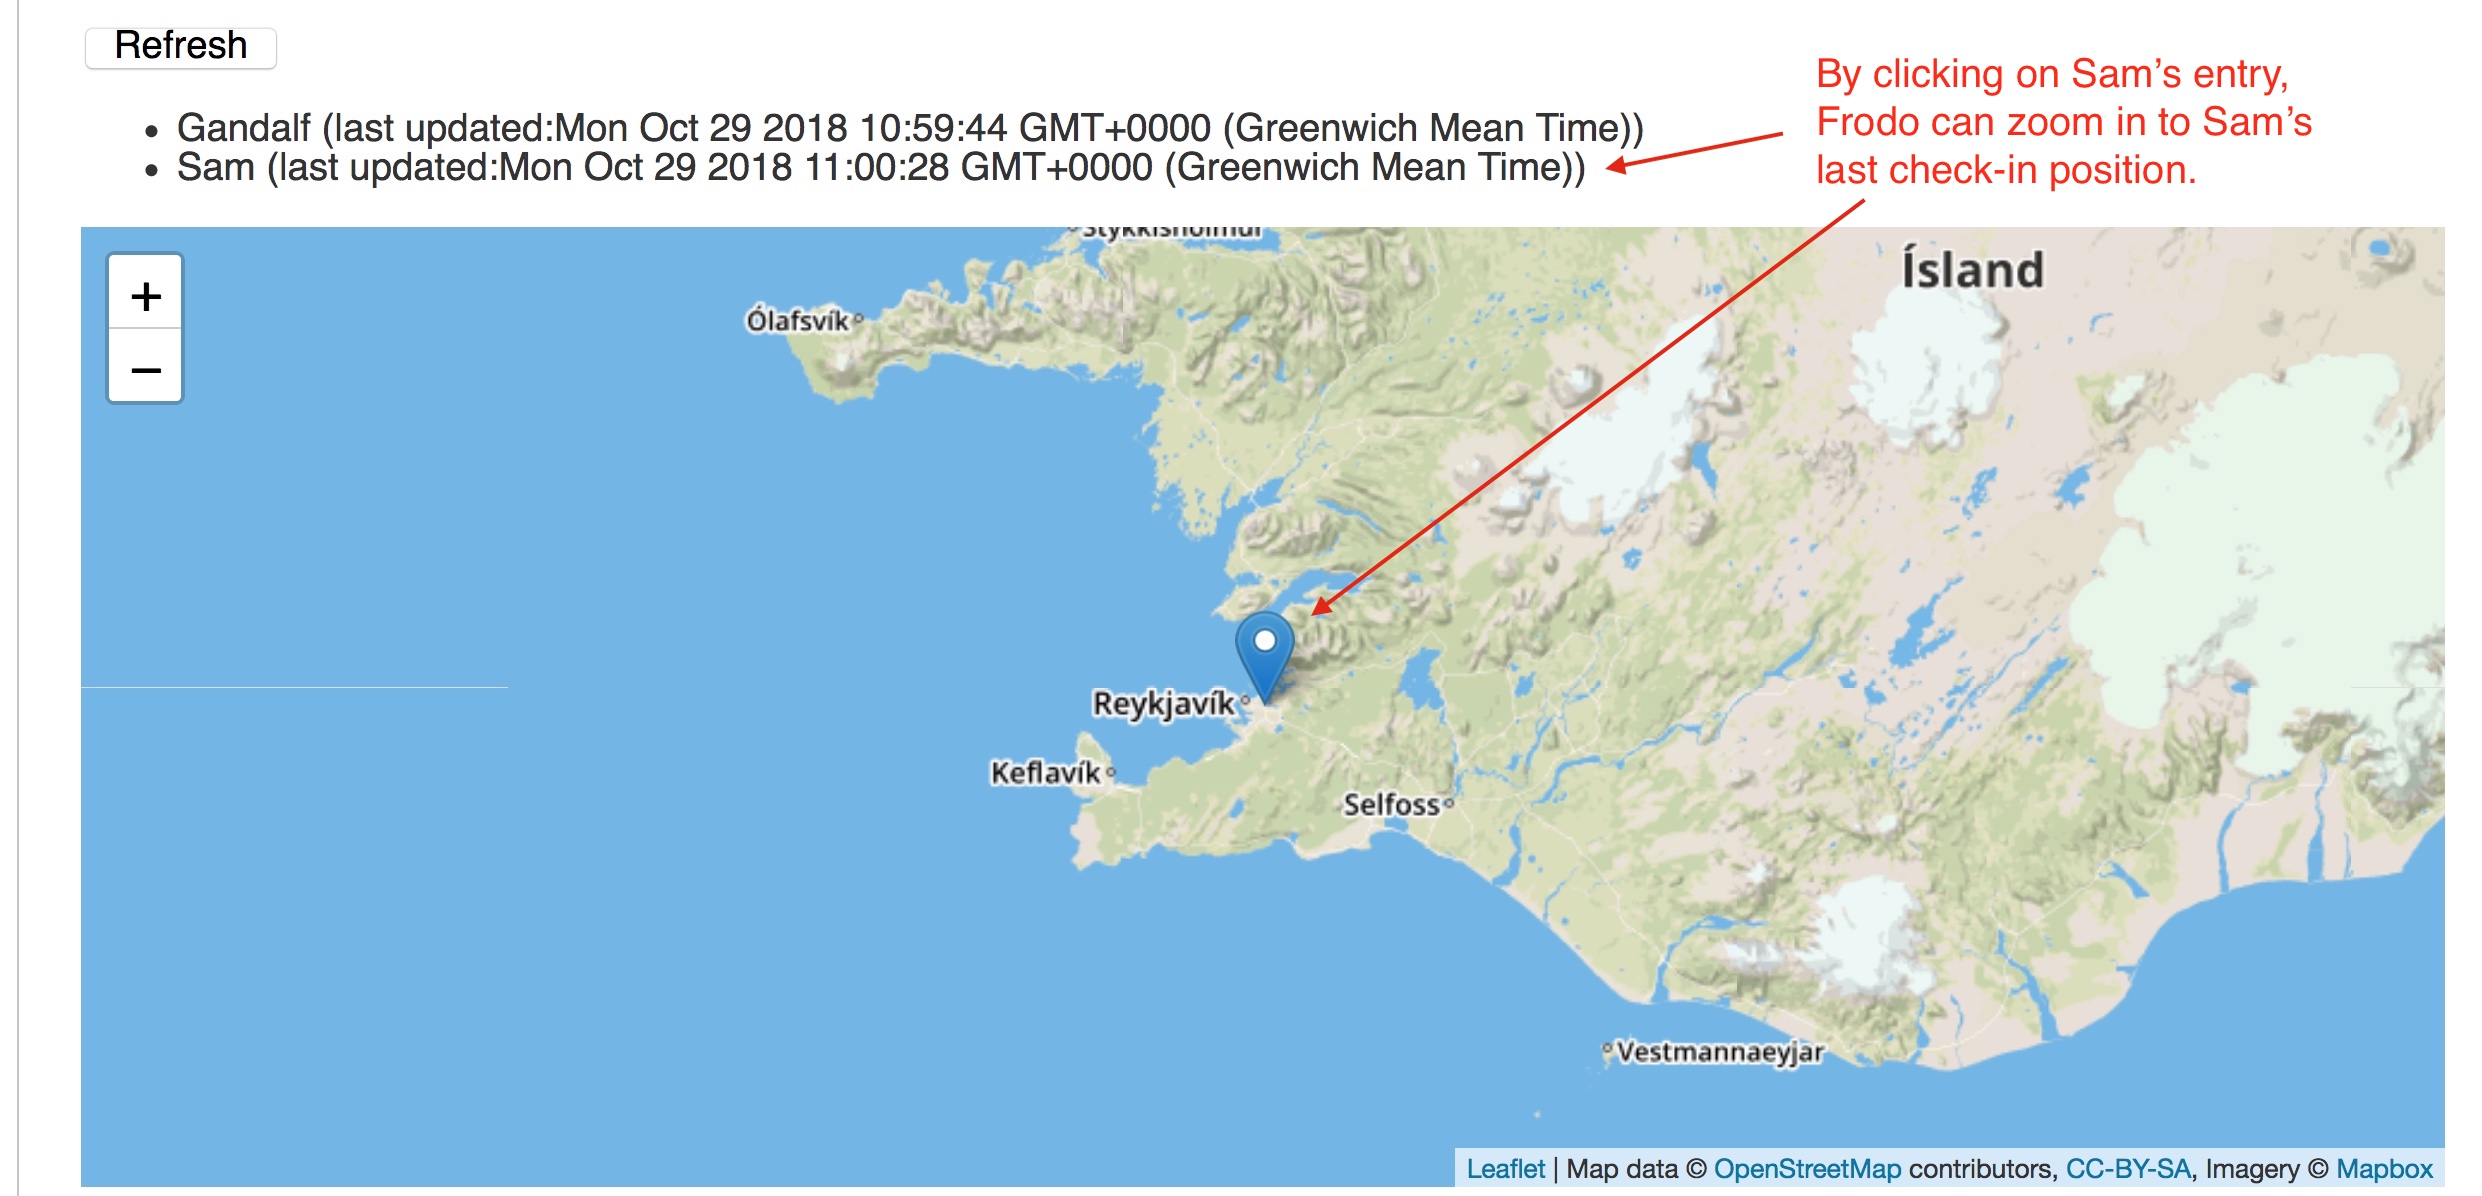 Refresh
By clicking on Sam's entry,
Frodo can zoom in to Sam's
last check-in position.
• Gandalf (last updated:Mon Oct 29 2018 10:59:44 GMT+0000 (Greenwich Mean Time))
• Sam (last updated:Mon Oct 29 2018 11:00:28 GMT+0000 (Greenwich Mean Time))
+
−
Ísland
Ólafsvík
Reykjavík
Keflavík
Selfoss
Vestmannaeyjar
Leaflet | Map data © OpenStreetMap contributors, CC-BY-SA, Imagery © Mapbox